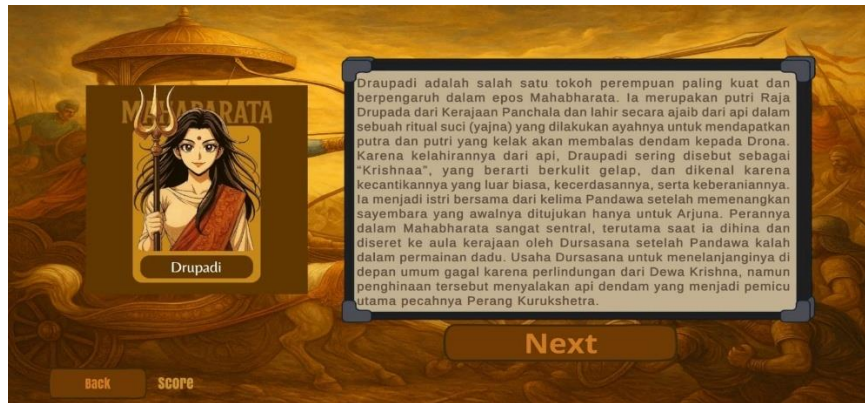 MAHAPARATA
Drupadi
Draupadi adalah salah satu tokoh perempuan paling kuat dan
berpengaruh dalam epos Mahabharata. Ia merupakan putri Raja
Drupada dari Kerajaan Panchala dan lahir secara ajaib dari api dalam
sebuah ritual suci (yajna) yang dilakukan ayahnya untuk mendapatkan
putra dan putri yang kelak akan membalas dendam kepada Drona.
Karena kelahirannya dari api, Draupadi sering disebut sebagai
“Krishnaa”, yang berarti berkulit gelap, dan dikenal karena
kecantikannya yang luar biasa, kecerdasannya, serta keberaniannya.
Ia menjadi istri bersama dari kelima Pandawa setelah memenangkan
sayembara yang awalnya ditujukan hanya untuk Arjuna. Perannya
dalam Mahabharata sangat sentral, terutama saat ia dihina dan
diseret ke aula kerajaan oleh Dursasana setelah Pandawa kalah
dalam permainan dadu. Usaha Dursasana untuk menelanjanginya di
depan umum gagal karena perlindungan dari Dewa Krishna, namun
penghinaan tersebut menyalakan api dendam yang menjadi pemicu
utama pecahnya Perang Kurukshetra.
Next
Back
Score